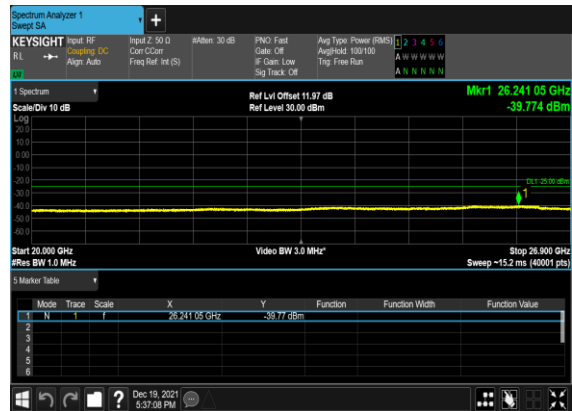 Spectrum Analyzer 1
Swept SA
+
KEYSIGHT Input: RF Input Z: 50 Ω #Atten: 30 dB PNO: Fast Avg Type: Power (RMS) 1 2 3 4 5 6
RL Coupling: DC Corr CCorr Gate: Off Avg|Hold: 100/100 A W W W W W
Align: Auto Freq Ref: Int (S) IF Gain: Low Trig: Free Run
LW Sig Track: Off A N N N N N
1 Spectrum Ref Lvl Offset 11.97 dB Mkr1 26.241 05 GHz
Scale/Div 10 dB Ref Level 30.00 dBm -39.774 dBm
Log
20.0
10.0
0.00
-10.0
-20.0
DL1 -25.00 dBm
1
-30.0
-40.0
-50.0
-60.0
Start 20.000 GHz Video BW 3.0 MHz* Stop 26.900 GHz
#Res BW 1.0 MHz Sweep ~15.2 ms (40001 pts)
5 Marker Table
Mode Trace Scale X Y Function Function Width Function Value
1 N 1 f 26.241 05 GHz -39.77 dBm
2
3
4
5
6
? Dec 19, 2021
5:37:08 PM